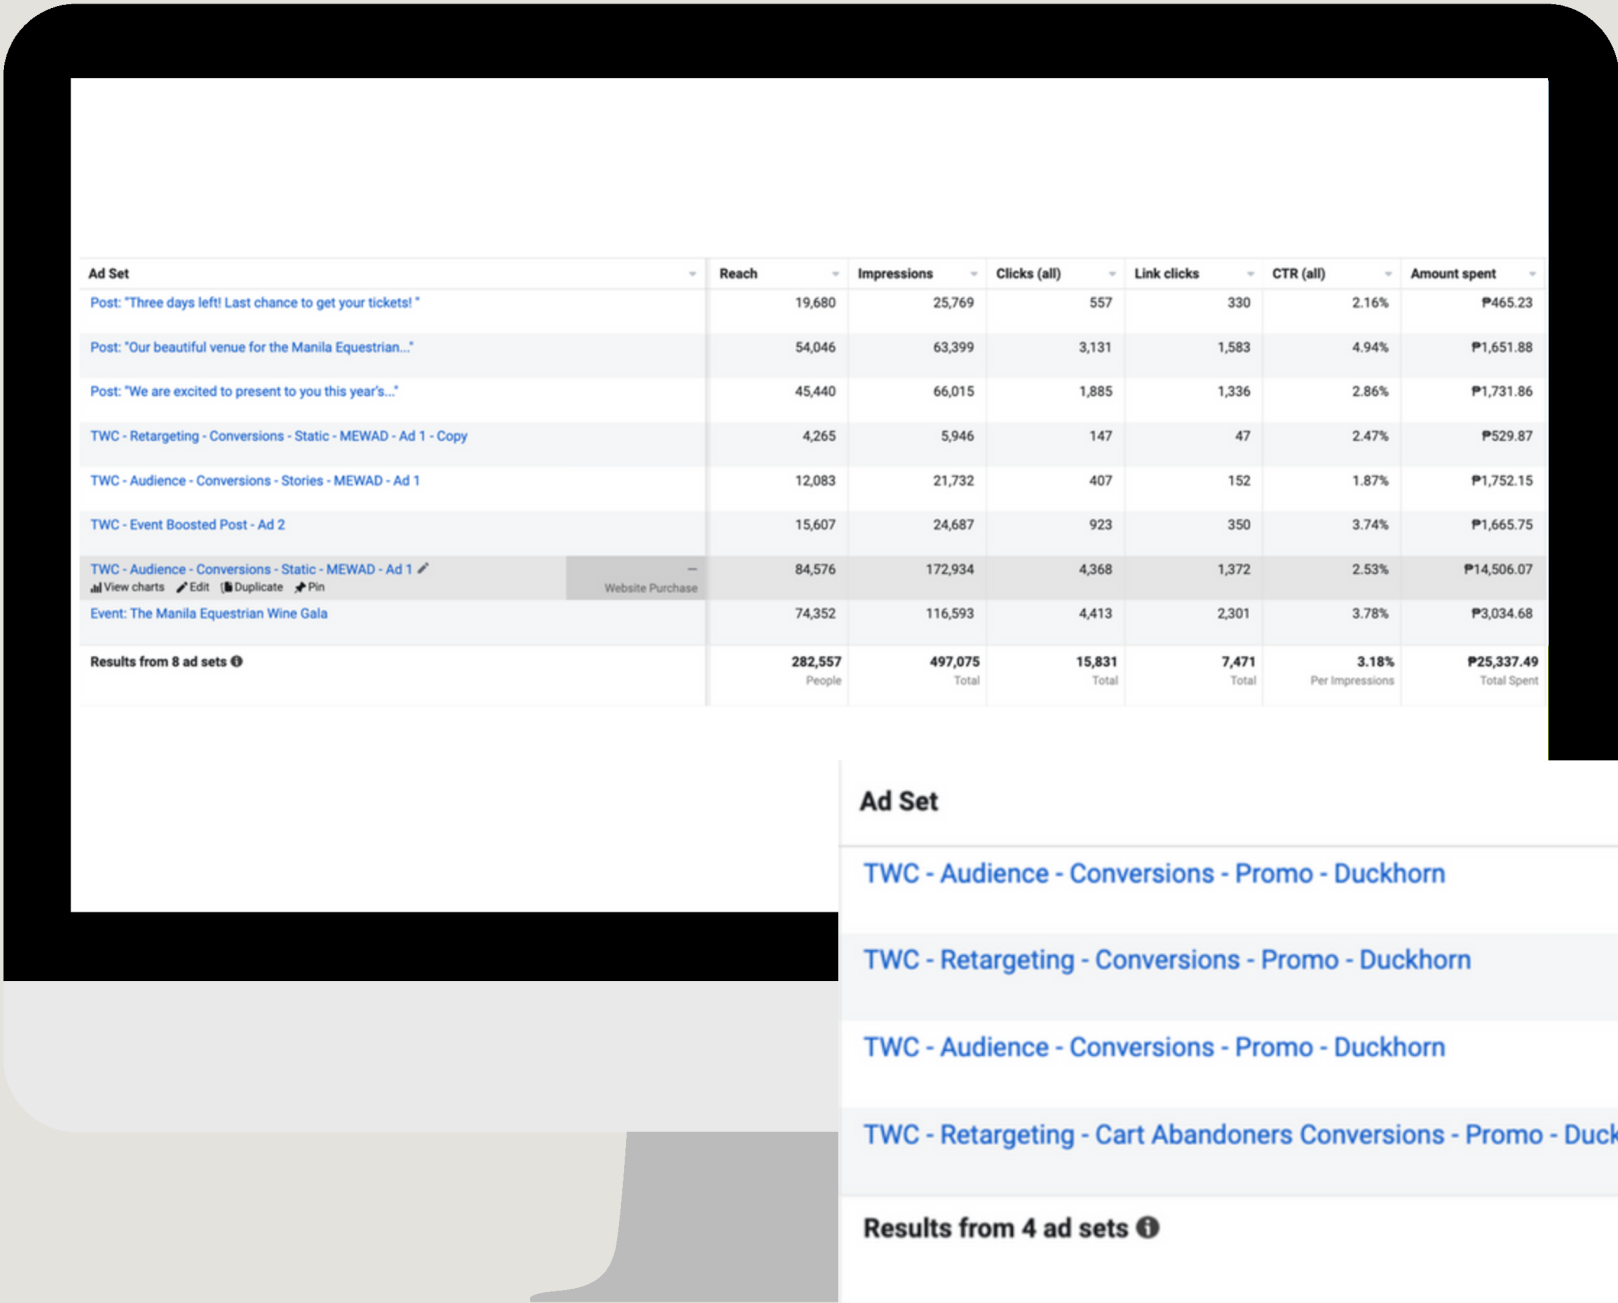 Ad Set Reach Impressions Clicks (all) Link clicks CTR (all) Amount spent
Post: "Three days left! Last chance to get your tickets! " 19,680 25,769 557 330 2.16% ₱465.23
Post: "Our beautiful venue for the Manila Equestrian..." 54,046 63,399 3,131 1,583 4.94% ₱1,651.88
Post: "We are excited to present to you this year's..." 45,440 66,015 1,885 1,336 2.86% ₱1,731.86
TWC - Retargeting - Conversions - Static - MEWAD - Ad 1 - Copy 4,265 5,946 147 47 2.47% ₱529.87
TWC - Audience - Conversions - Stories - MEWAD - Ad 1 12,083 21,732 407 152 1.87% ₱1,752.15
TWC - Event Boosted Post - Ad 2 15,607 24,687 923 350 3.74% ₱1,665.75
TWC - Audience - Conversions - Static - MEWAD - Ad 1 — 84,576 172,934 4,368 1,372 2.53% ₱14,506.07
View charts Edit Duplicate Pin Website Purchase
Event: The Manila Equestrian Wine Gala 74,352 116,593 4,413 2,301 3.78% ₱3,034.68
Results from 8 ad sets 282,557 497,075 15,831 7,471 3.18% ₱25,337.49
People Total Total Total Per Impressions Total Spent
Ad Set
TWC - Audience - Conversions - Promo - Duckhorn
TWC - Retargeting - Conversions - Promo - Duckhorn
TWC - Audience - Conversions - Promo - Duckhorn
TWC - Retargeting - Cart Abandoners Conversions - Promo - Duck
Results from 4 ad sets